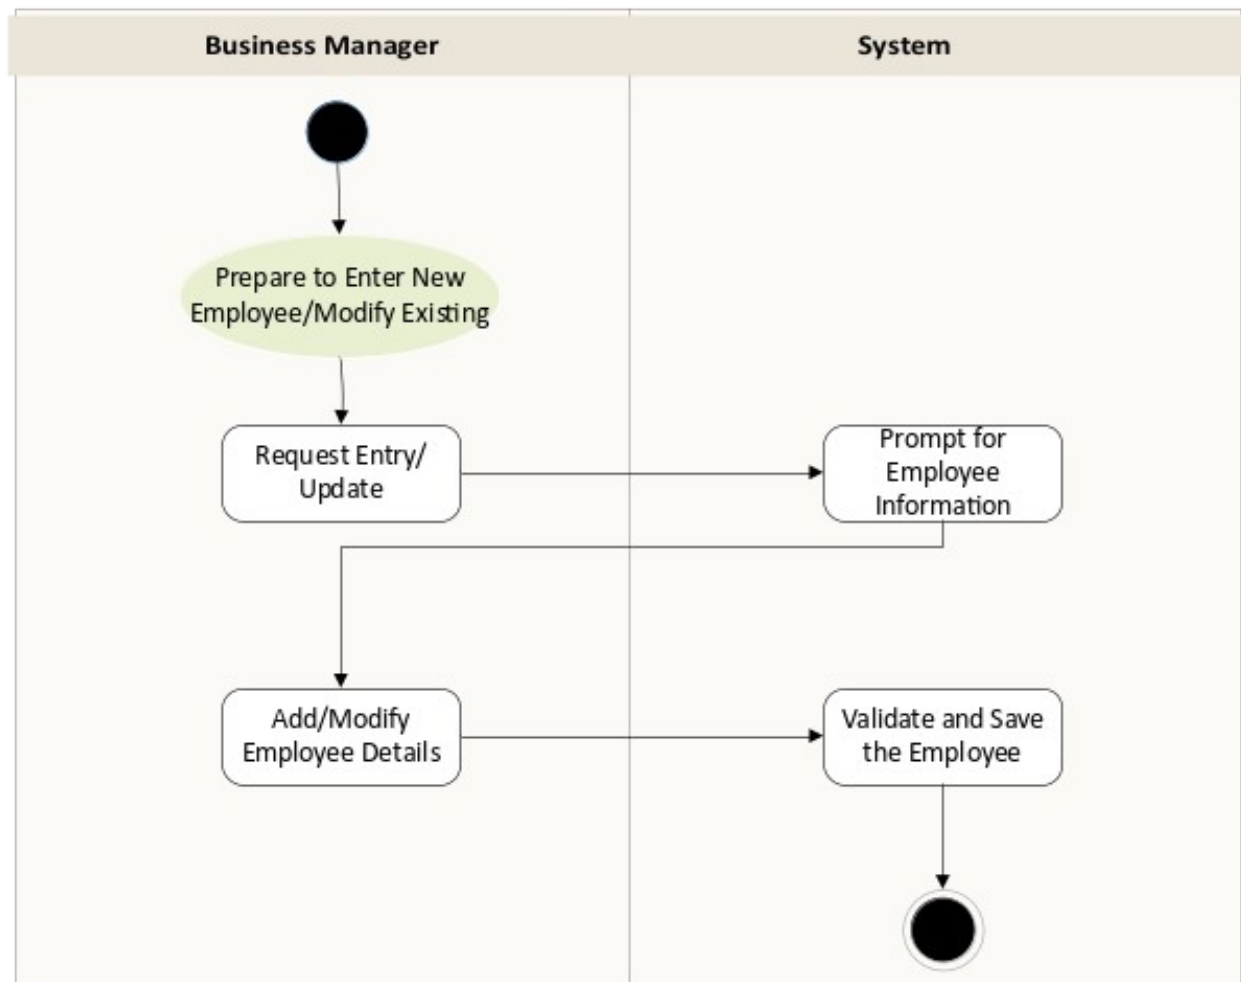 Business Manager
System
Prepare to Enter New
Employee/Modify Existing
Request Entry/
Update
Prompt for
Employee
Information
Add/Modify
Employee Details
Validate and Save
the Employee